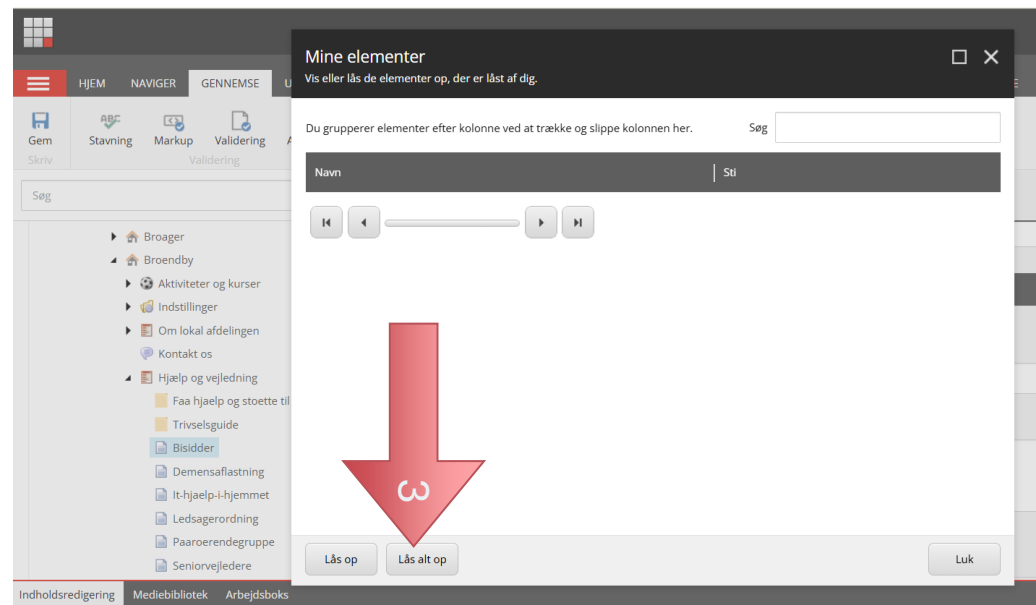 Mine elementer
Vis eller lås de elementer op, der er låst af dig.
HJEM NAVIGER GENNEMSE
Gem
Stavning
Markup
Validering
Skriv
Validering
Søg
Du grupperer elementer efter kolonne ved at trække og slippe kolonnen her.
Søg
Navn
Sti
Broager
Broendby
Aktiviteter og kurser
Indstillinger
Om lokal afdelingen
Kontakt os
Hjælp og vejledning
Faa hjaelp og stoette til
Trivselsguide
Bisidder
Demensaflastning
It-hjaelp-i-hjemmet
Ledsagerordning
Paaroerendegruppe
Seniorvejledere
3
Lås op
Lås alt op
Luk
Indholdsredigering Mediebibliotek Arbejdsboks